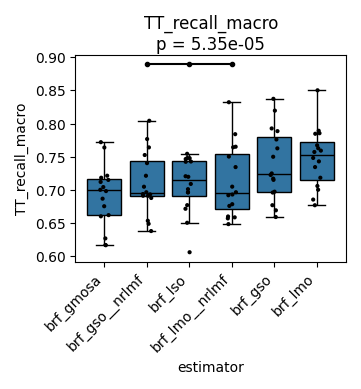 TT_recall_macro
p = 5.35e-05
0.90
0.85
0.80
0.75
0.70
0.65
0.60
TT_recall_macro
brf_gmosa
brf_gso__nrlmf
brf_lso
brf_lmo__nrlmf
brf_gso
brf_lmo
estimator